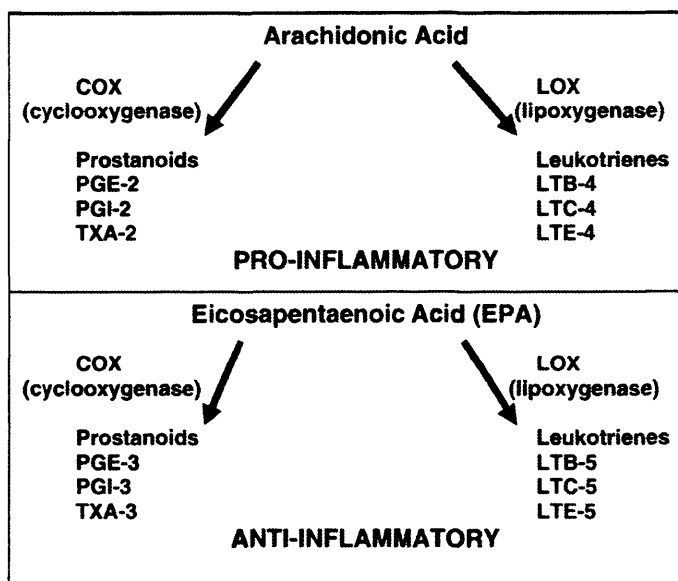 Arachidonic Acid
COX
(cyclooxygenase)
LOX
(lipoxygenase)
Prostanoids
PGE-2
PGI-2
TXA-2
Leukotrienes
LTB-4
LTC-4
LTE-4
PRO-INFLAMMATORY
Eicosapentaenoic Acid (EPA)
COX
(cyclooxygenase)
LOX
(lipoxygenase)
Prostanoids
PGE-3
PGI-3
TXA-3
Leukotrienes
LTB-5
LTC-5
LTE-5
ANTI-INFLAMMATORY